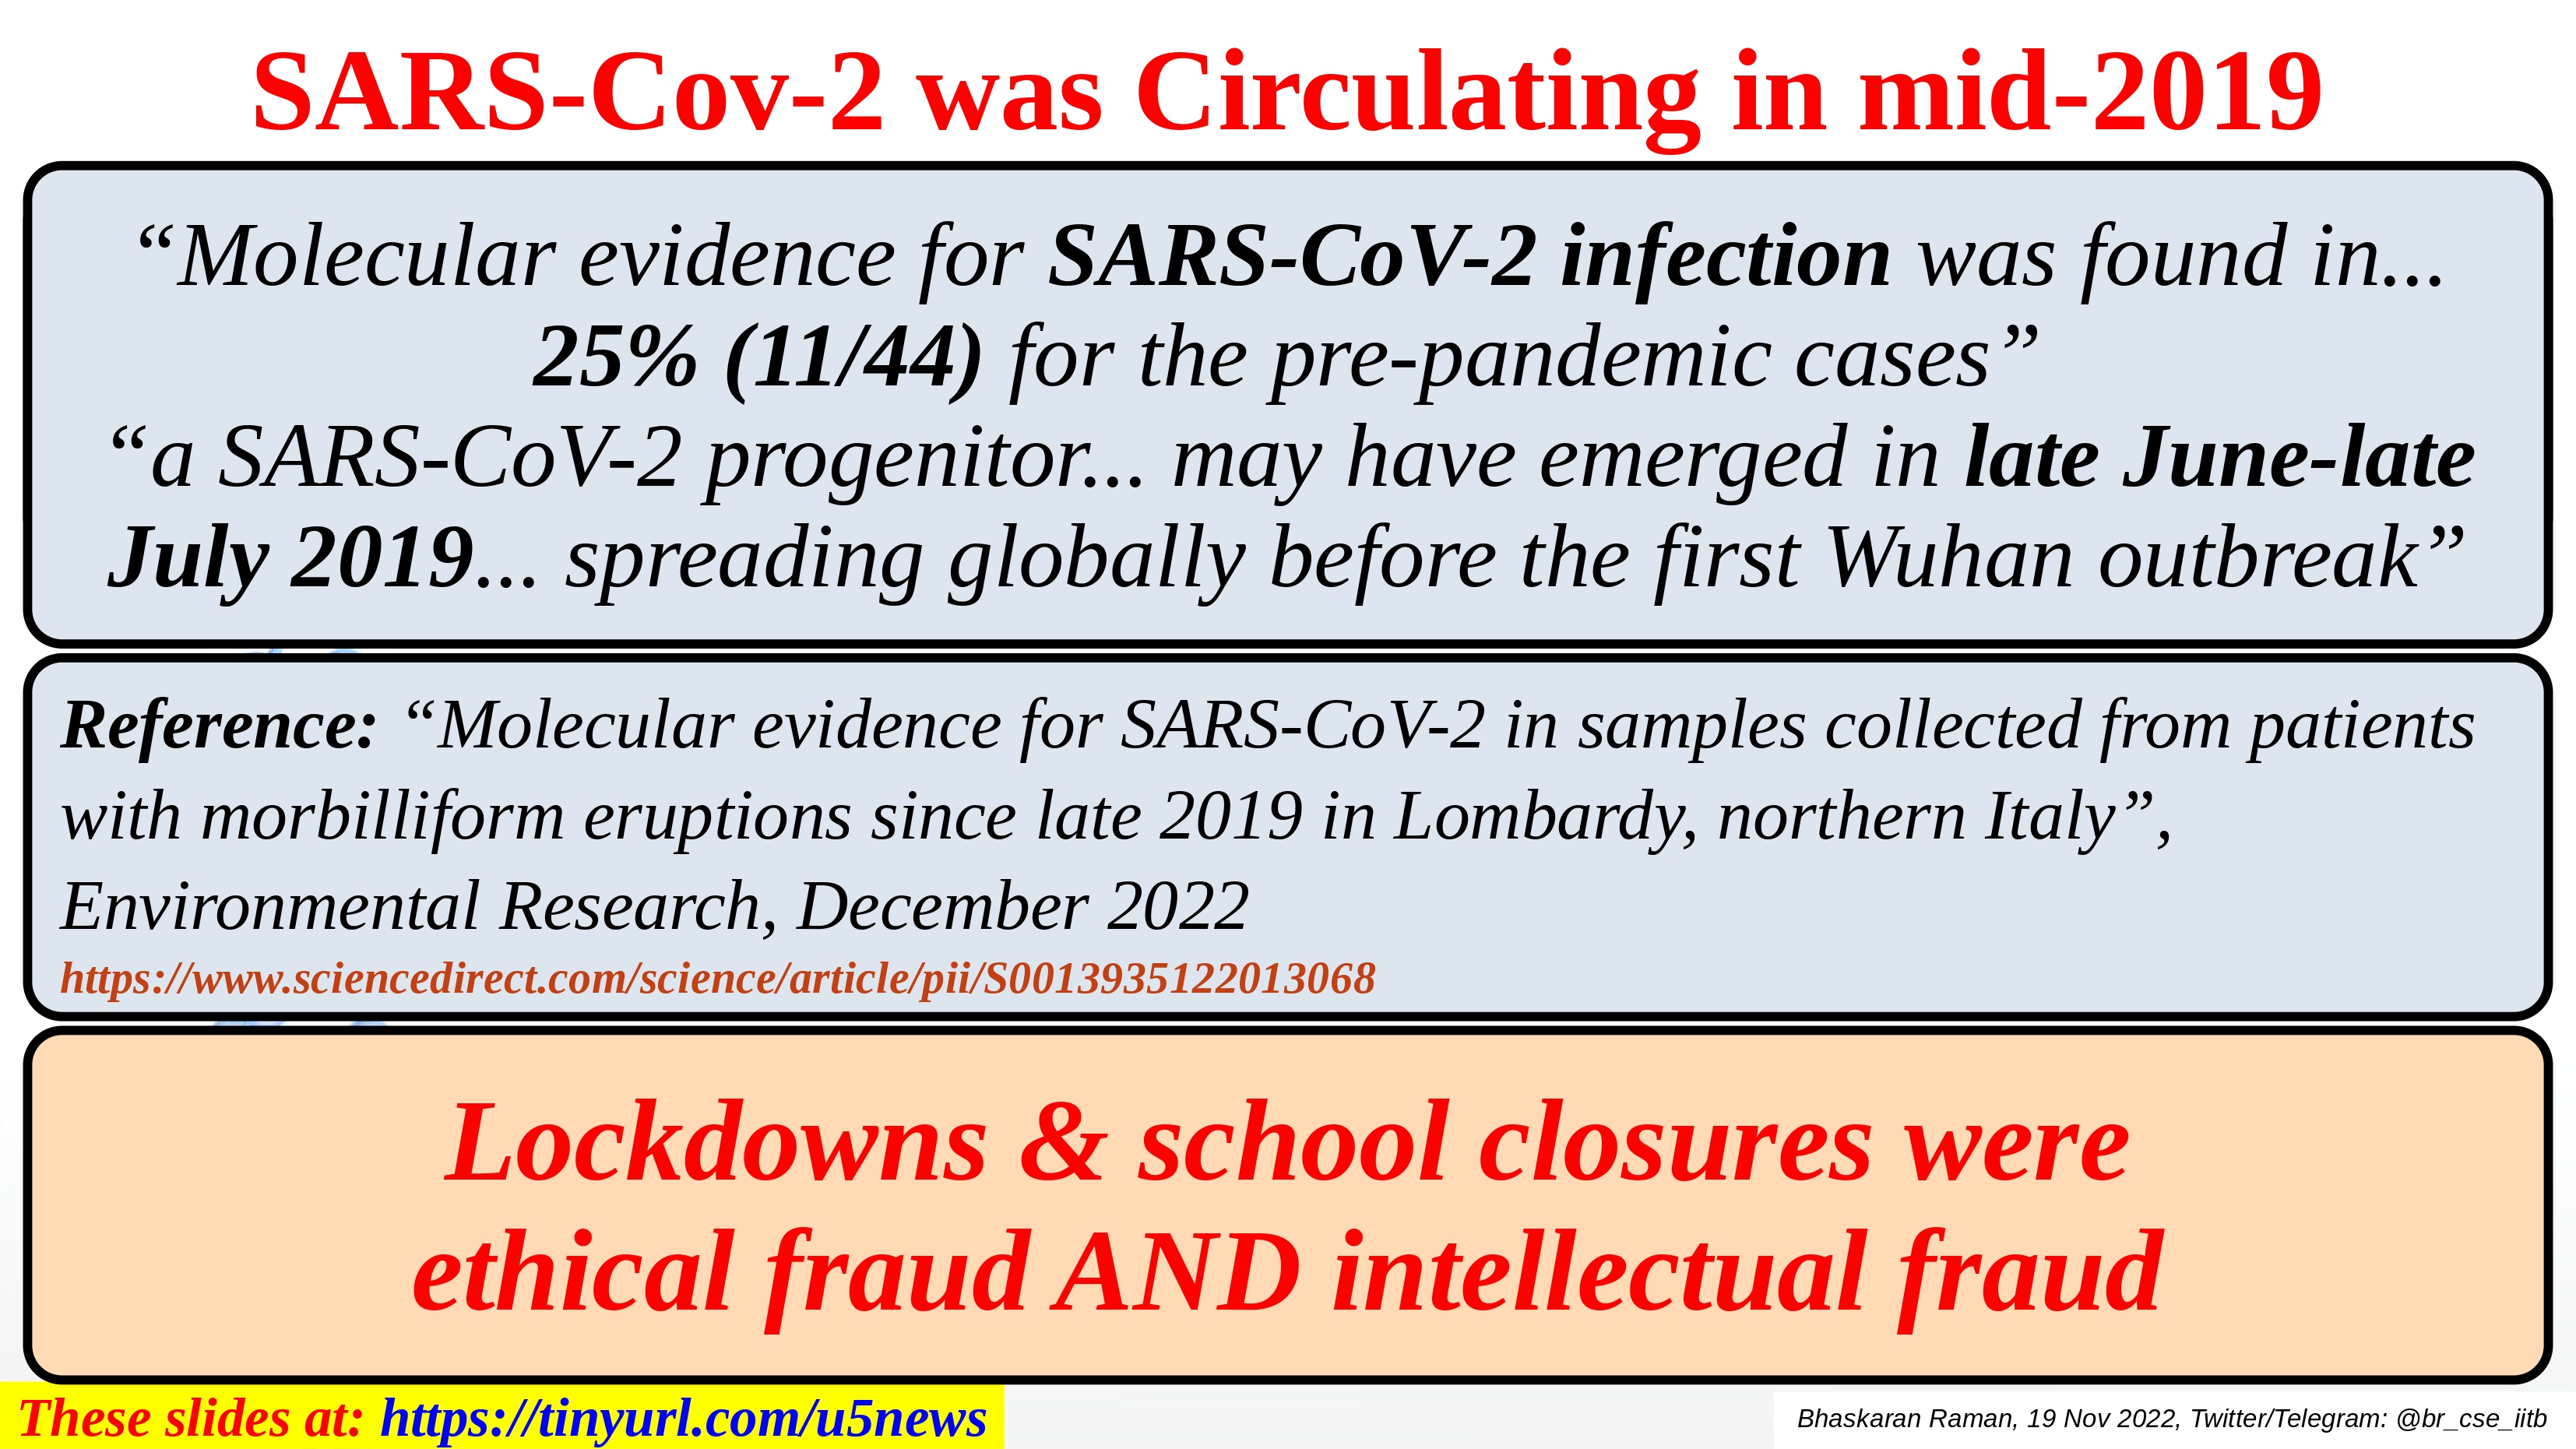 SARS-Cov-2 was Circulating in mid-2019
“Molecular evidence for SARS-CoV-2 infection was found in...
25% (11/44) for the pre-pandemic cases”
“a SARS-CoV-2 progenitor... may have emerged in late June-late
July 2019... spreading globally before the first Wuhan outbreak”
Reference: “Molecular evidence for SARS-CoV-2 in samples collected from patients
with morbilliform eruptions since late 2019 in Lombardy, northern Italy”,
Environmental Research, December 2022
https://www.sciencedirect.com/science/article/pii/S0013935122013068
Lockdowns & school closures were
ethical fraud AND intellectual fraud
These slides at: https://tinyurl.com/u5news
Bhaskaran Raman, 19 Nov 2022, Twitter/Telegram: @br_cse_iitb